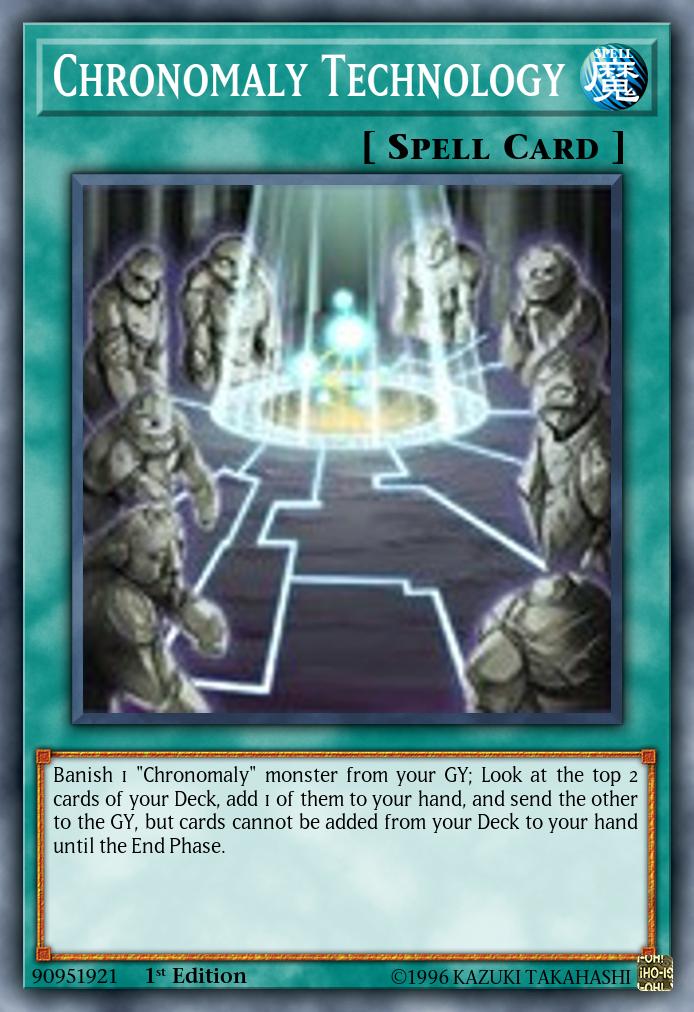 Chronomaly Technology
SPELL
魔
[ Spell Card ]
Banish 1 "Chronomaly" monster from your GY; Look at the top 2
cards of your Deck, add 1 of them to your hand, and send the other
to the GY, but cards cannot be added from your Deck to your hand
until the End Phase.
90951921 1st Edition ©1996 KAZUKI TAKAHASHI